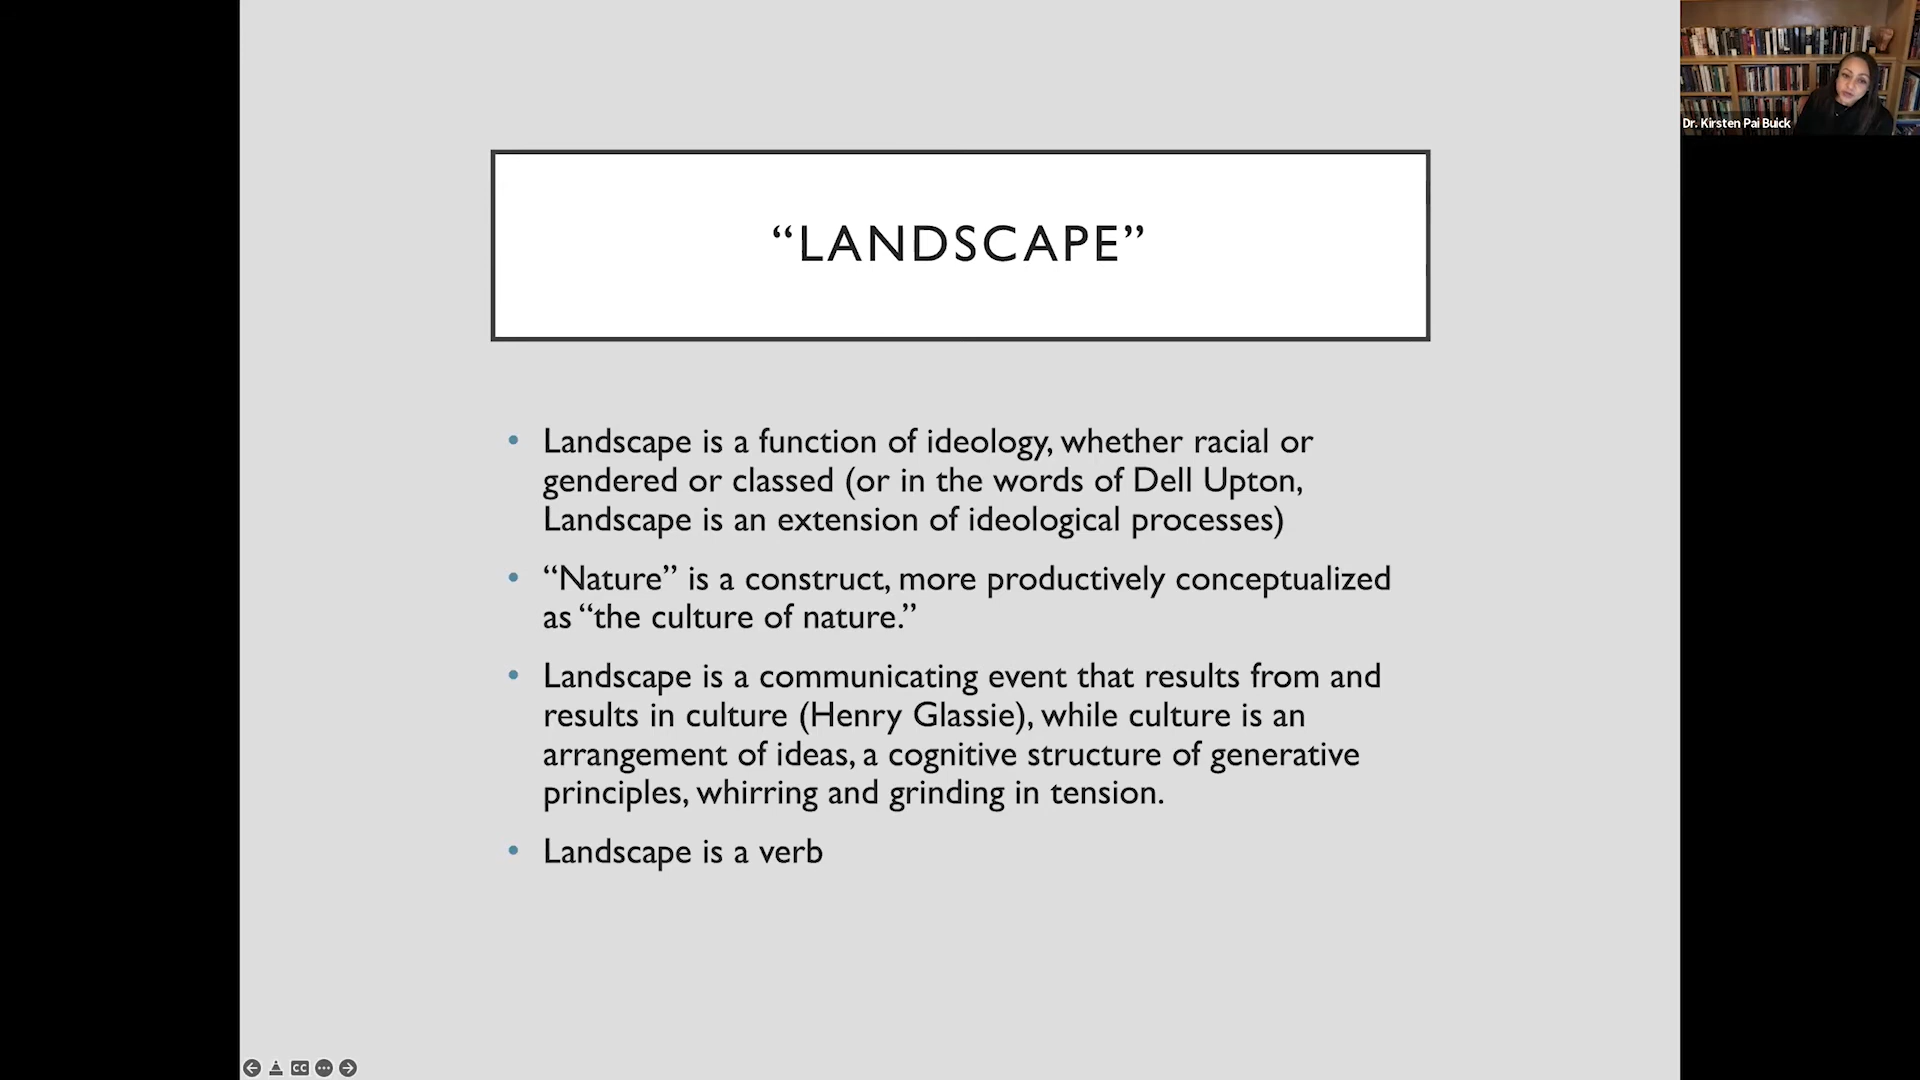 Dr. Kirsten Pai Buick
“LANDSCAPE”
• Landscape is a function of ideology, whether racial or
gendered or classed (or in the words of Dell Upton,
Landscape is an extension of ideological processes)
• “Nature” is a construct, more productively conceptualized
as “the culture of nature.”
• Landscape is a communicating event that results from and
results in culture (Henry Glassie), while culture is an
arrangement of ideas, a cognitive structure of generative
principles, whirring and grinding in tension.
• Landscape is a verb
CC